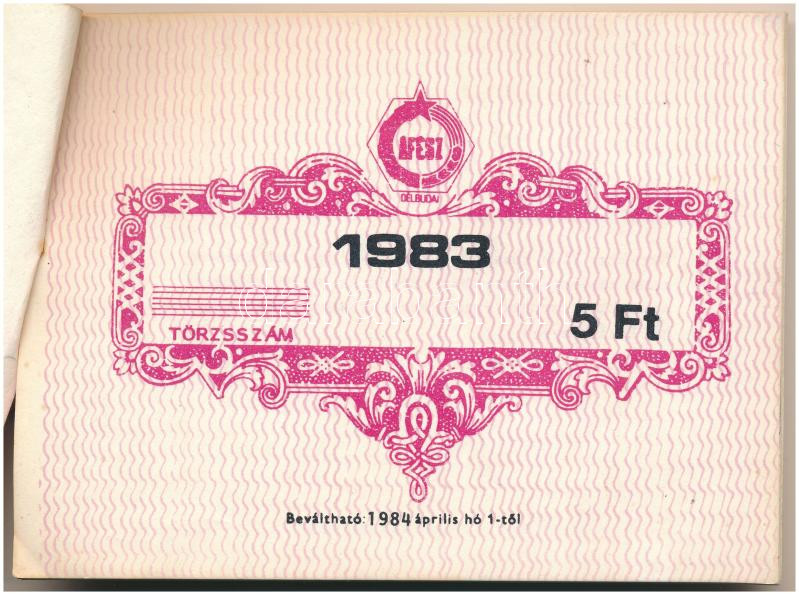 ÁFÉSZ
DÉLBUDAI
1983
5 Ft
TÖRZSSZÁM
Beváltható: 1984 április hó 1-től